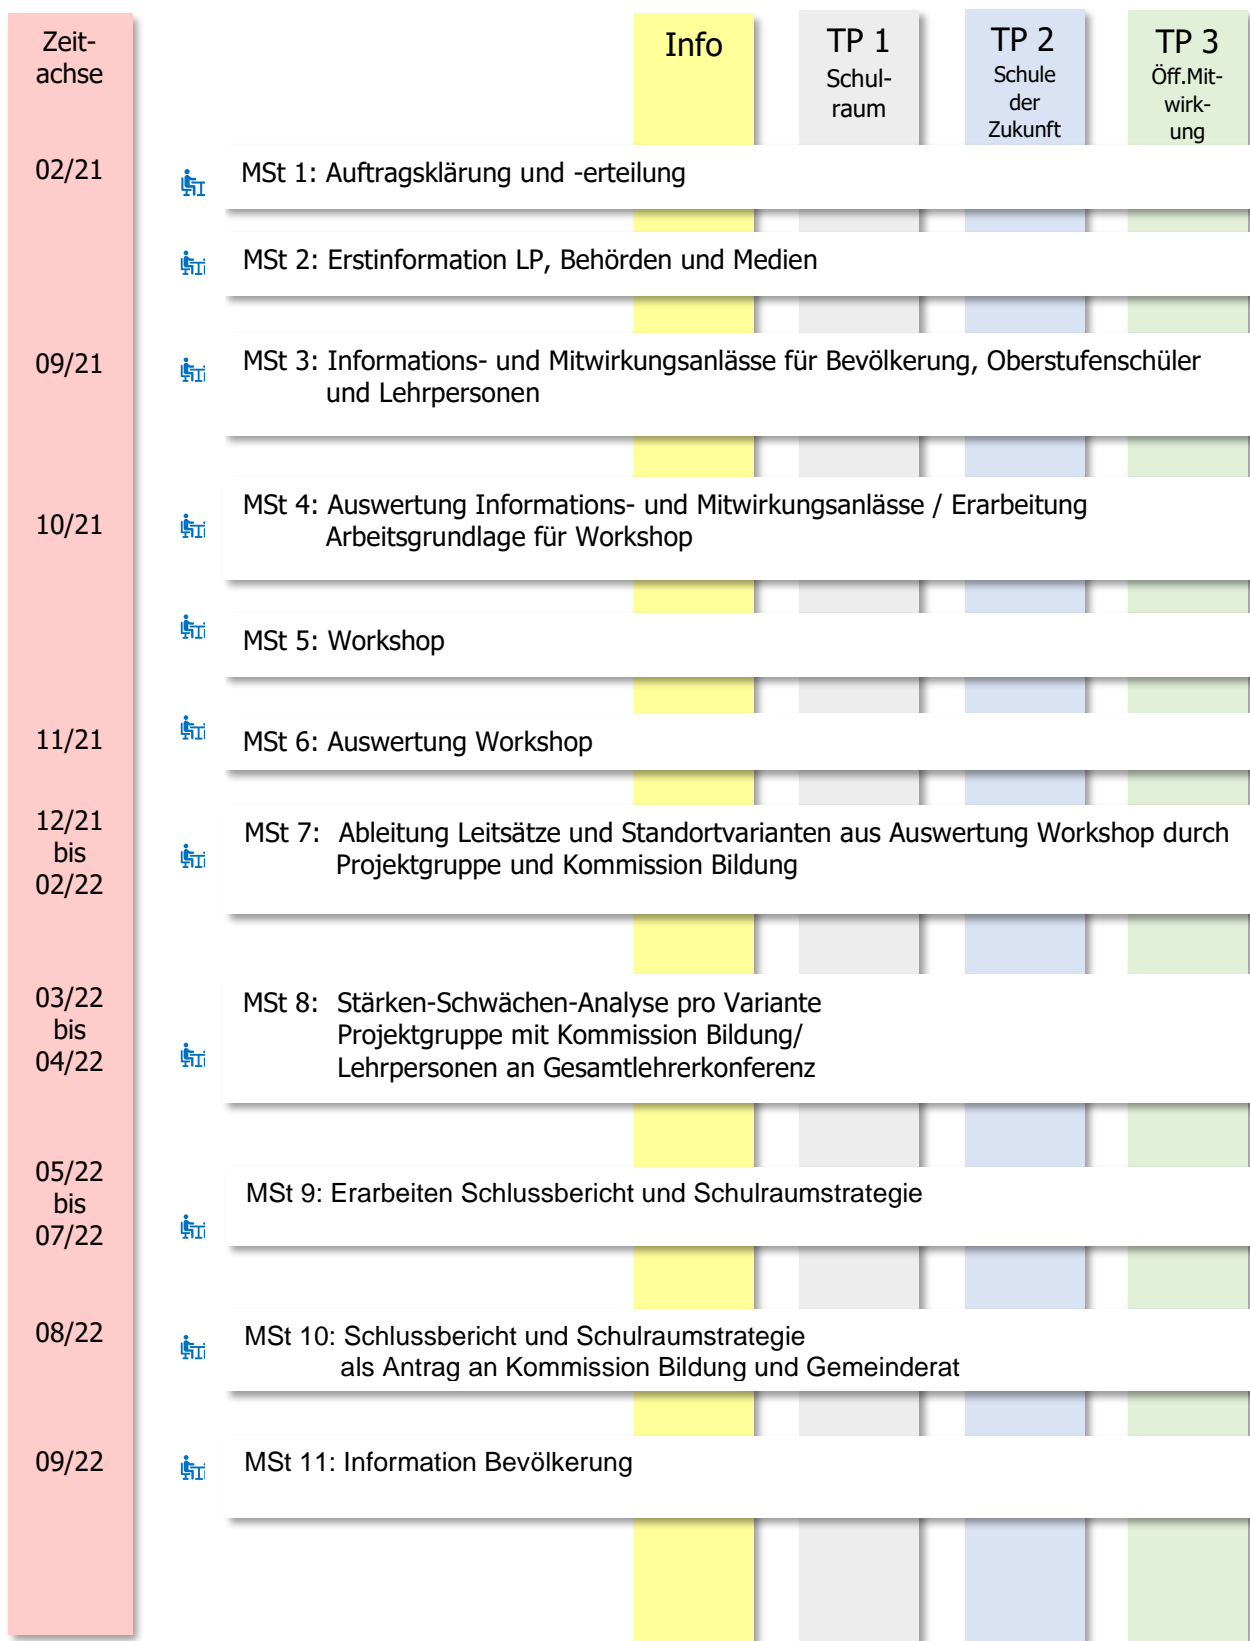 Zeit-
achse
Info
TP 1
Schul-
raum
TP 2
Schule
der
Zukunft
TP 3
Öff.Mit-
wirk-
ung
02/21
MSt 1: Auftragsklärung und -erteilung
MSt 2: Erstinformation LP, Behörden und Medien
09/21
MSt 3: Informations- und Mitwirkungsanlässe für Bevölkerung, Oberstufenschüler
und Lehrpersonen
10/21
MSt 4: Auswertung Informations- und Mitwirkungsanlässe / Erarbeitung
Arbeitsgrundlage für Workshop
MSt 5: Workshop
11/21
MSt 6: Auswertung Workshop
12/21
bis
02/22
MSt 7: Ableitung Leitsätze und Standortvarianten aus Auswertung Workshop durch
Projektgruppe und Kommission Bildung
03/22
bis
04/22
MSt 8: Stärken-Schwächen-Analyse pro Variante
Projektgruppe mit Kommission Bildung/
Lehrpersonen an Gesamtlehrerkonferenz
05/22
bis
07/22
MSt 9: Erarbeiten Schlussbericht und Schulraumstrategie
08/22
MSt 10: Schlussbericht und Schulraumstrategie
als Antrag an Kommission Bildung und Gemeinderat
09/22
MSt 11: Information Bevölkerung